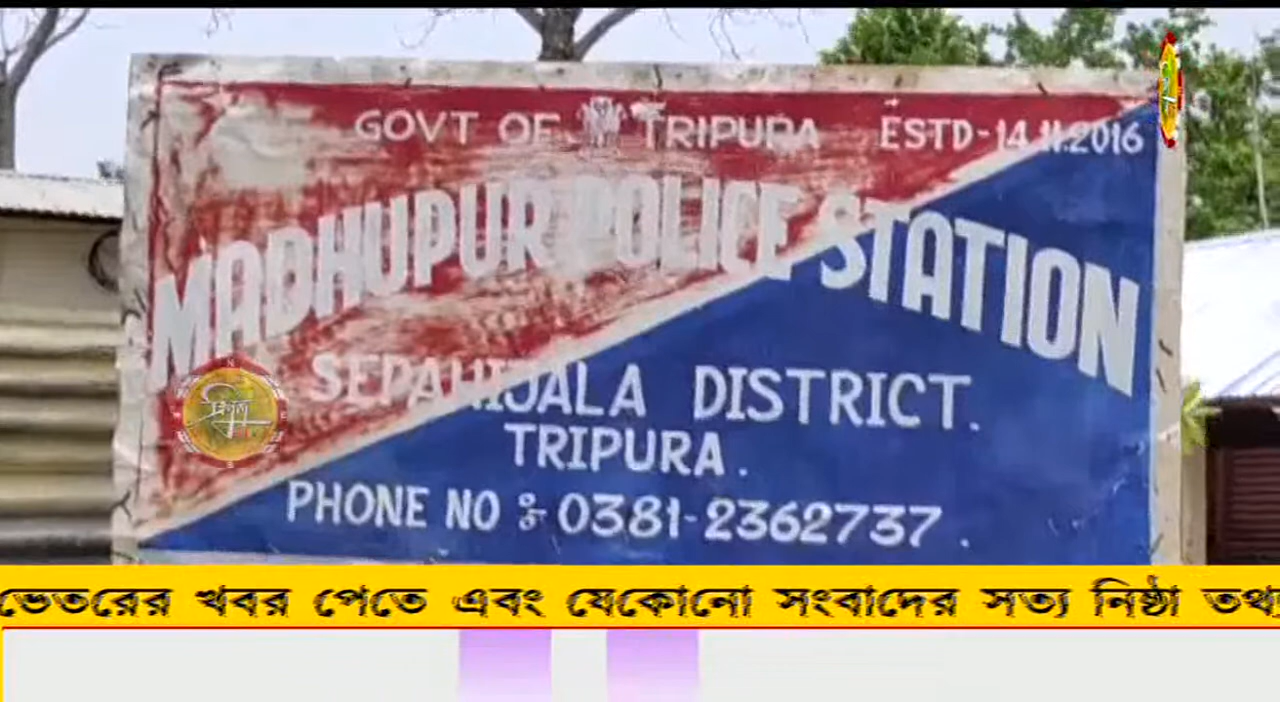 GOVT OF TRIPURA ESTD-14.11.2016
MADHUPUR POLICE STATION
SEPAHIJALA DISTRICT.
TRIPURA.
PHONE NO :- 0381-2362737.
ভেতরের খবর পেতে এবং যেকোনো সংবাদের সত্য নিষ্ঠা তথ্য